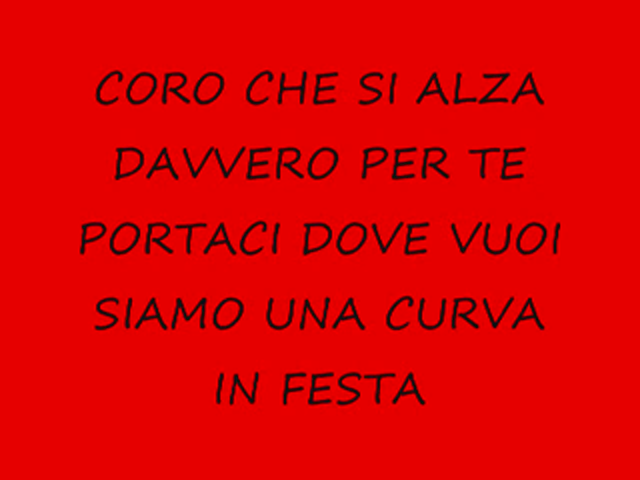 CORO CHE SI ALZA
DAVVERO PER TE
PORTACI DOVE VUOI
SIAMO UNA CURVA
IN FESTA